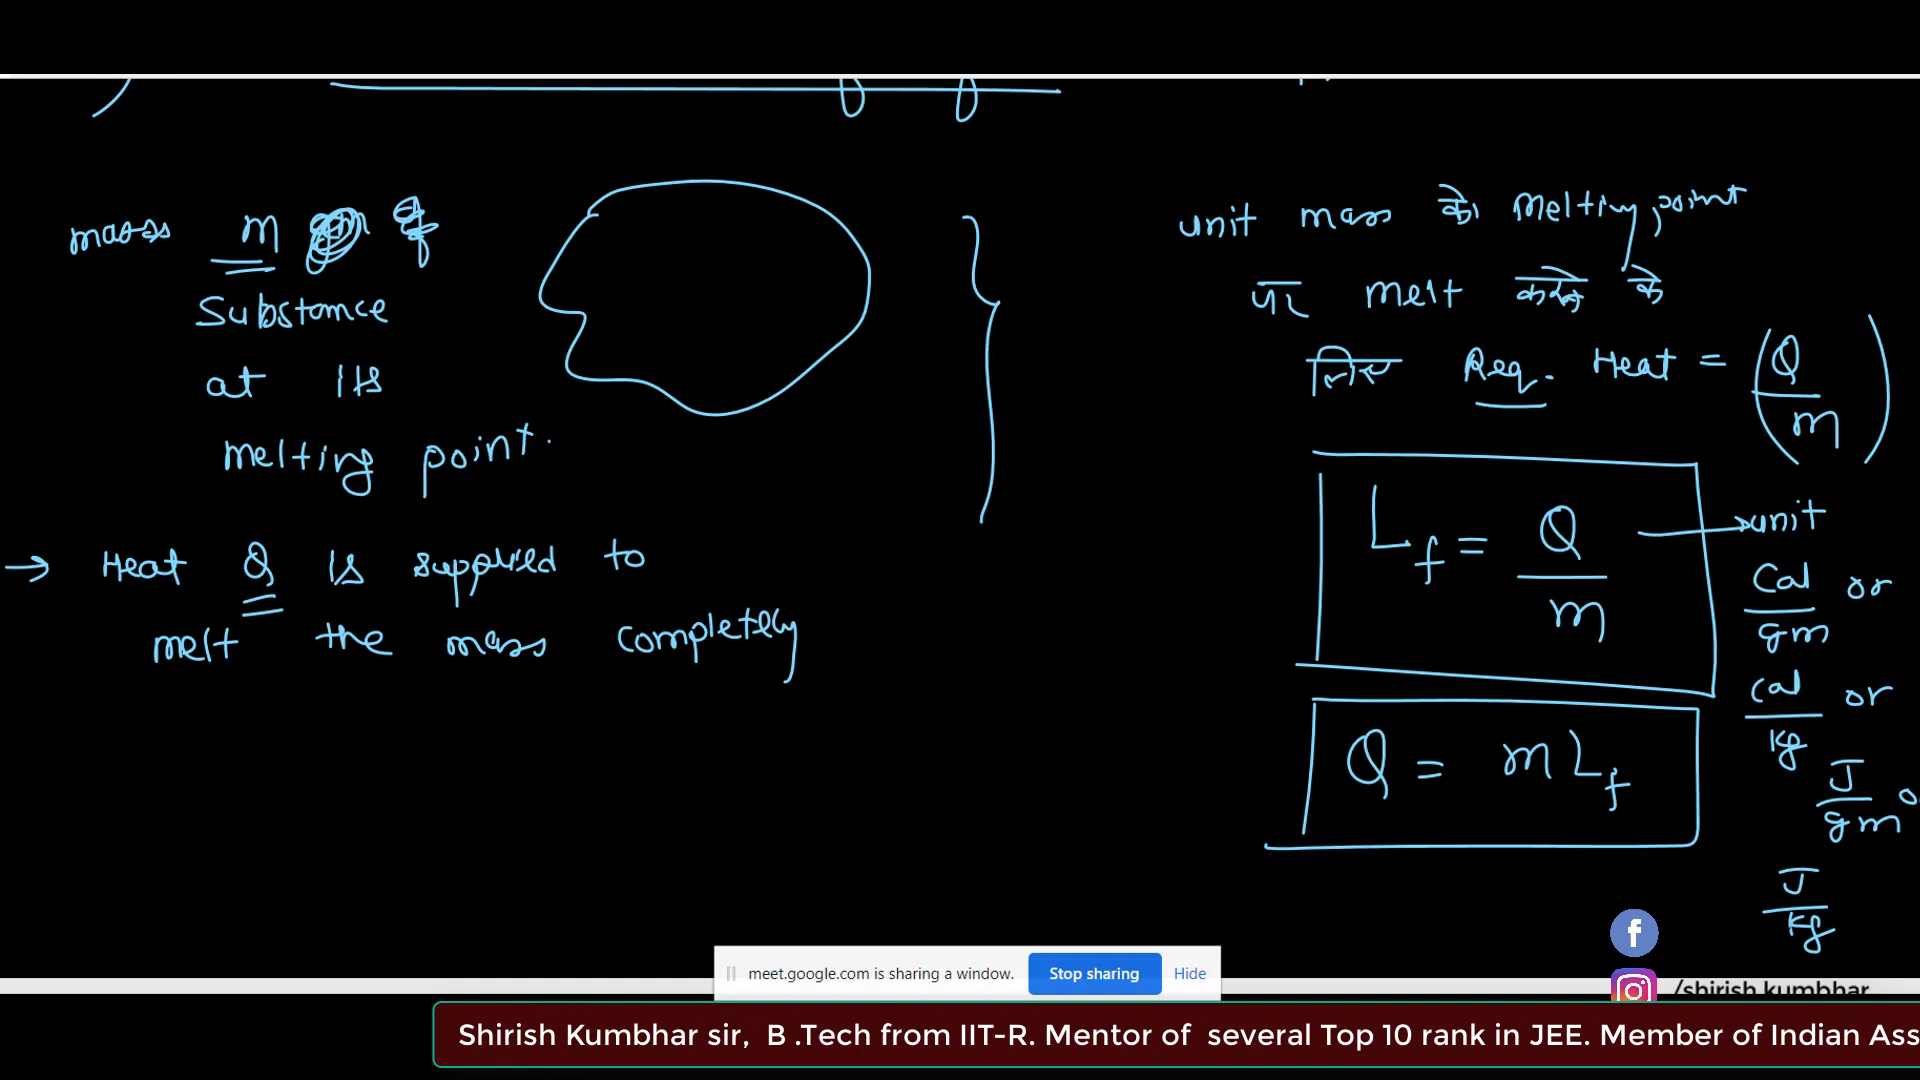 mass m of
Substance
at its
melting point.
→ Heat Q is supplied to
melt the mass completely
unit mass को melting point
पर melt करने के
लिए Req. Heat = (Q/m)
L_f = Q/m → unit
Cal/gm or
Cal/kg or
J/gm
J/kg
Q = m L_f
meet.google.com is sharing a window. Stop sharing Hide
/shirish kumbhar
Shirish Kumbhar sir, B .Tech from IIT-R. Mentor of several Top 10 rank in JEE. Member of Indian Ass